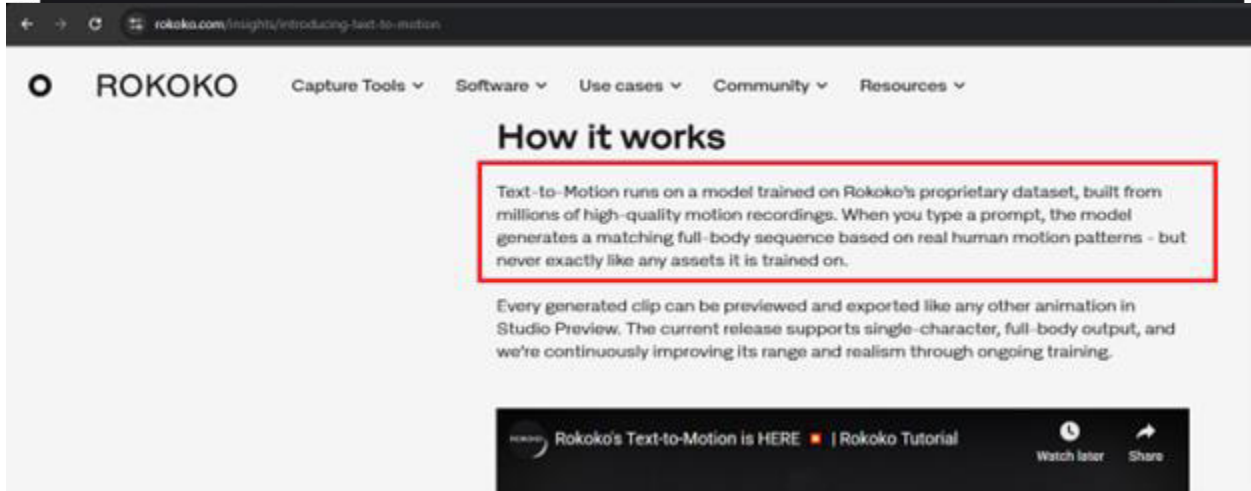 rokoko.com/insights/introducing-text-to-motion
ROKOKO
Capture Tools
Software
Use cases
Community
Resources
How it works
Text-to-Motion runs on a model trained on Rokoko's proprietary dataset, built from
millions of high-quality motion recordings. When you type a prompt, the model
generates a matching full-body sequence based on real human motion patterns - but
never exactly like any assets it is trained on.
Every generated clip can be previewed and exported like any other animation in
Studio Preview. The current release supports single-character, full-body output, and
we're continuously improving its range and realism through ongoing training.
ROKOKO
Rokoko's Text-to-Motion is HERE 💥 | Rokoko Tutorial
Watch later
Share